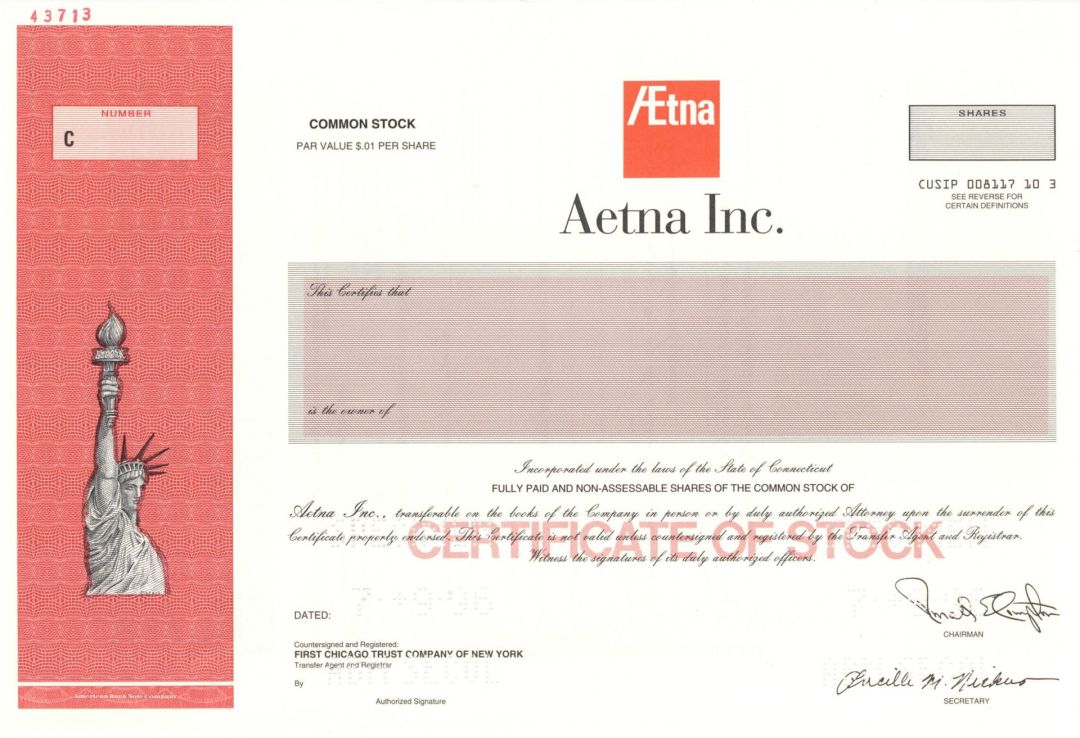 43713
NUMBER
C
COMMON STOCK
PAR VALUE $.01 PER SHARE
Ætna
Aetna Inc.
SHARES
CUSIP 008117 10 3
SEE REVERSE FOR
CERTAIN DEFINITIONS
This Certifies that
is the owner of
Incorporated under the laws of the State of Connecticut
FULLY PAID AND NON-ASSESSABLE SHARES OF THE COMMON STOCK OF
Aetna Inc., transferable on the books of the Company in person or by duly authorized Attorney upon the surrender of this
Certificate properly endorsed. This Certificate is not valid unless countersigned and registered by the Transfer Agent and Registrar.
CERTIFICATE OF STOCK
Witness the signatures of its duly authorized officers.
DATED:
CHAIRMAN
Countersigned and Registered:
FIRST CHICAGO TRUST COMPANY OF NEW YORK
Transfer Agent and Registrar
By
Authorized Signature
Lucille M. Nickerson
SECRETARY
American Bank Note Company